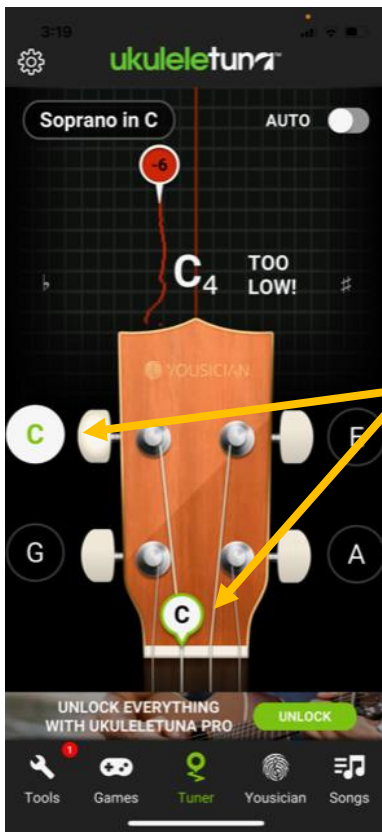 3:19
ukuleletuna™
Soprano in C
AUTO
-6
C4
TOO
LOW!
♭
♯
YOUSICIAN
C
E
G
A
C
UNLOCK EVERYTHING
WITH UKULELETUNA PRO
UNLOCK
1
Tools
Games
Tuner
Yousician
Songs